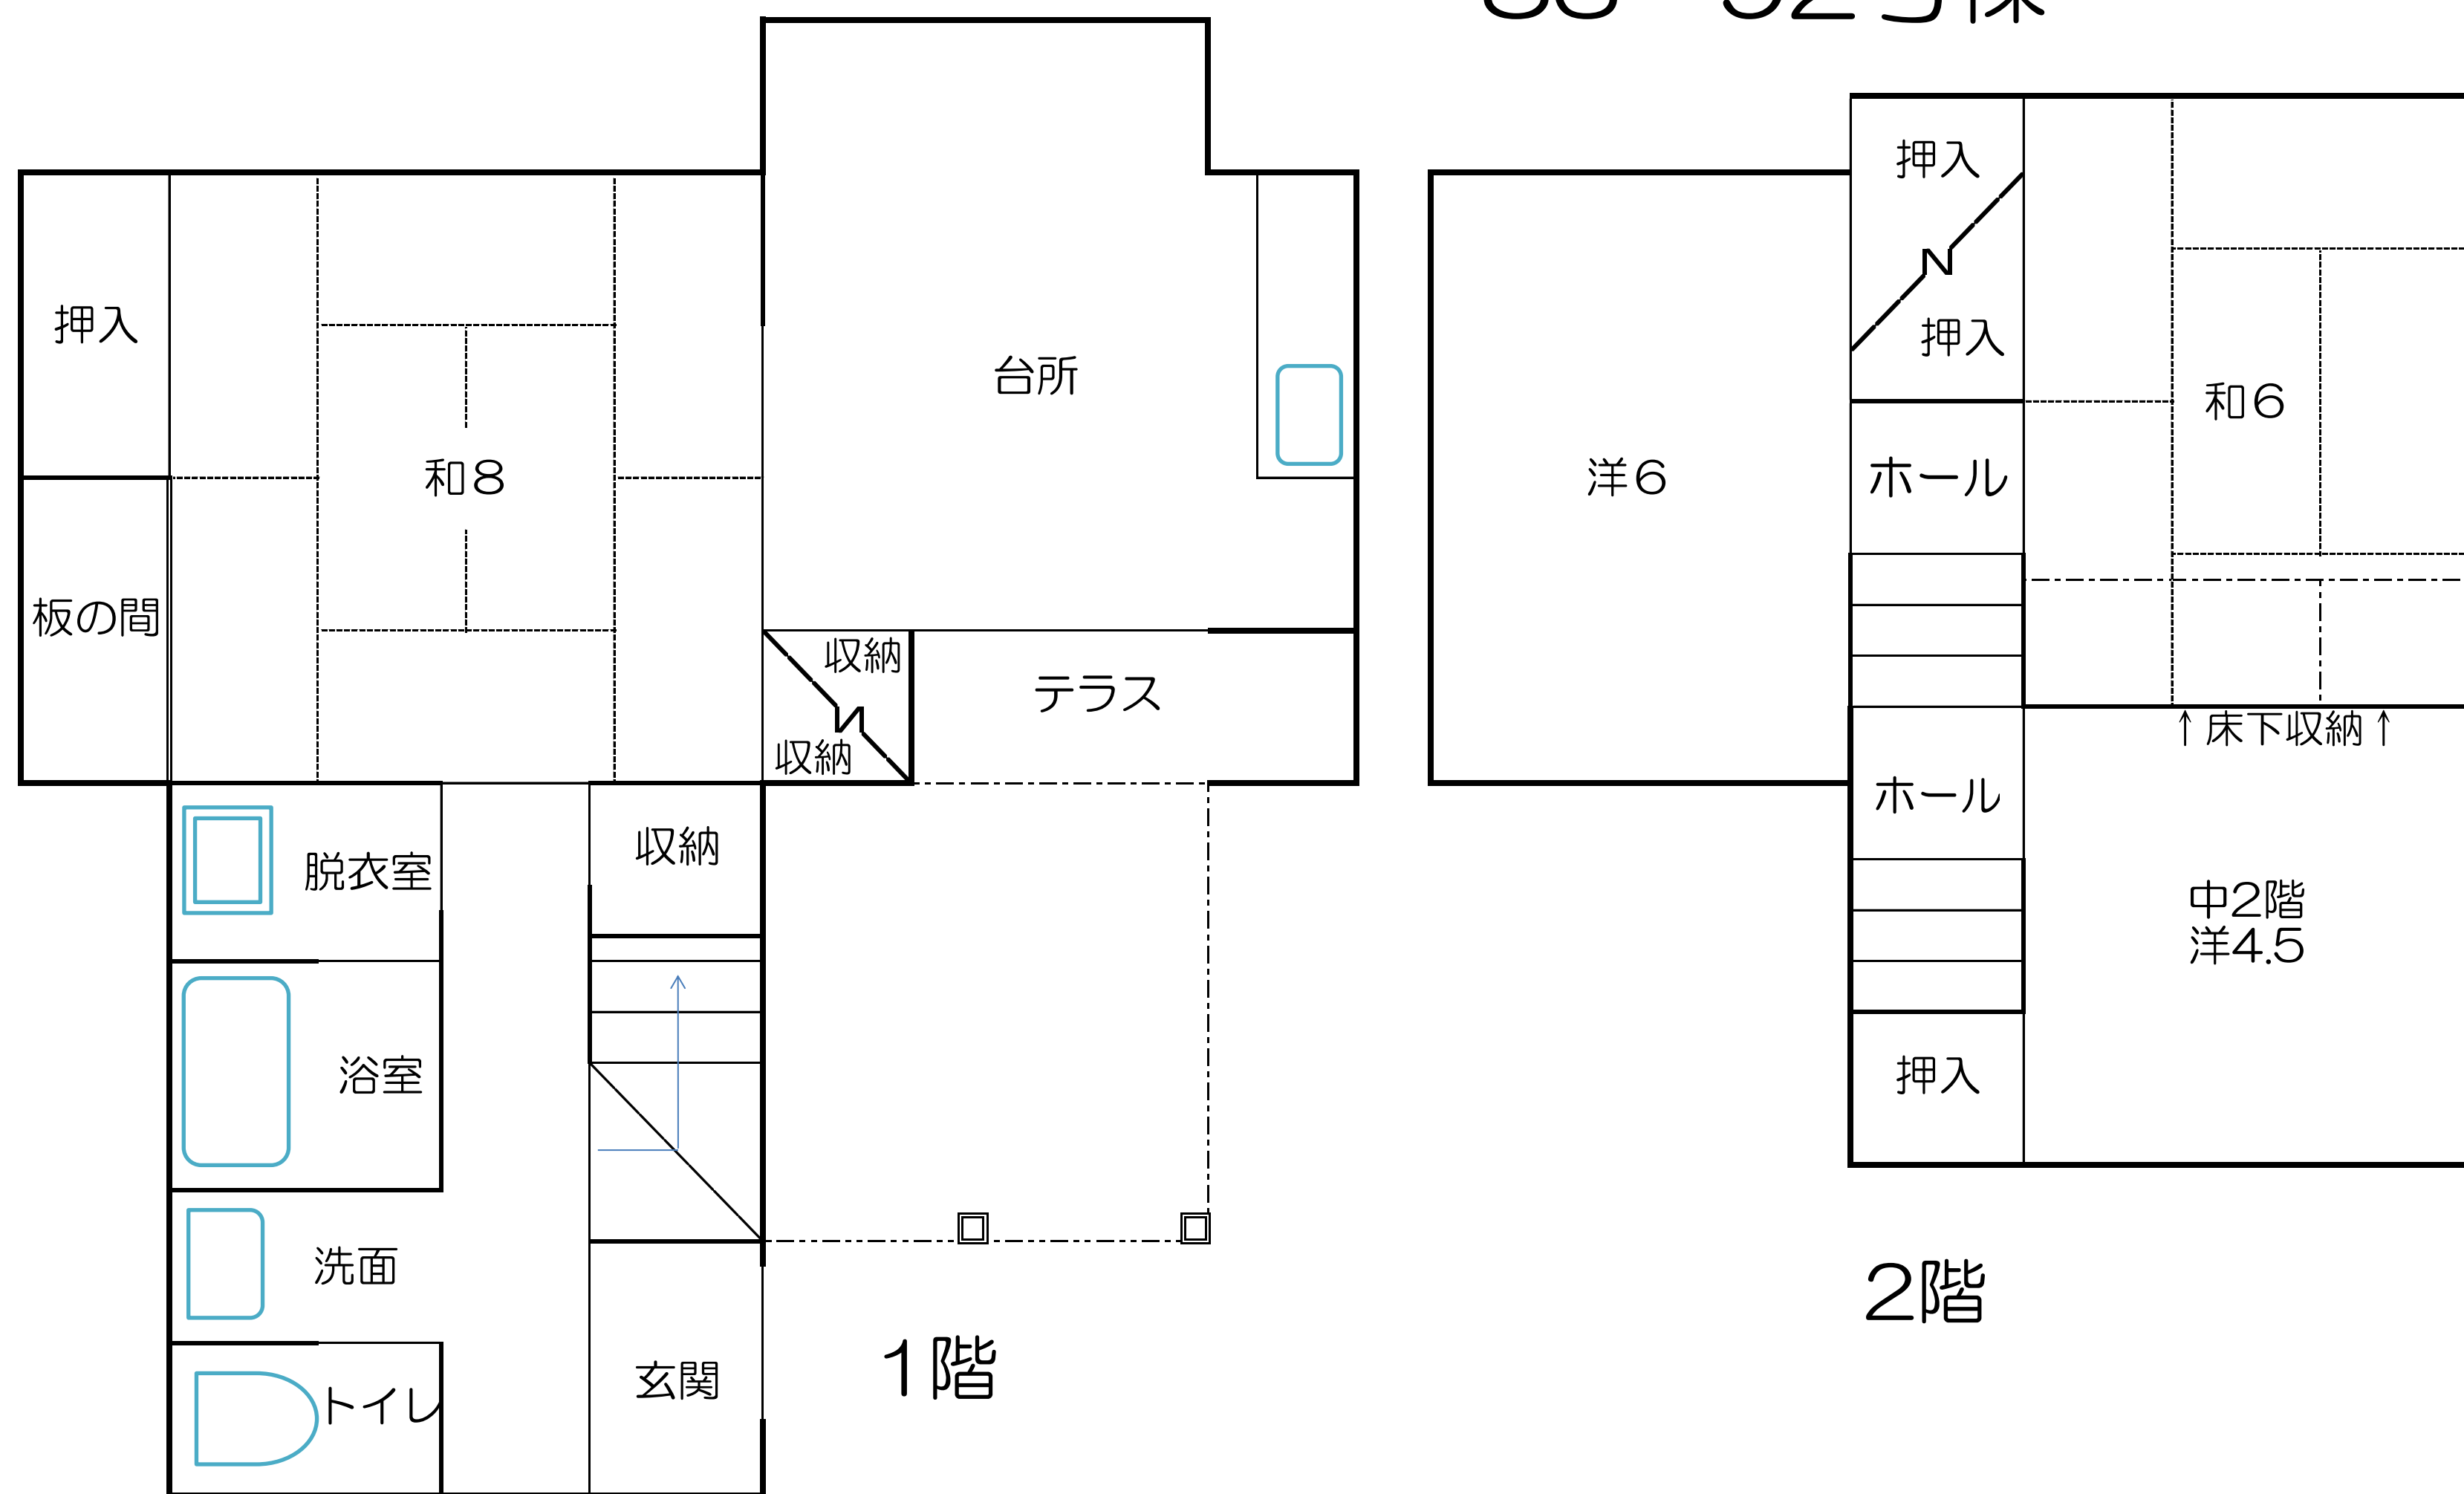 押入
和8
板の間
台所
収納
収納
テラス
脱衣室
収納
浴室
洗面
トイレ
玄関
1階
押入
押入
和6
洋6
ホール
↑床下収納↑
ホール
中2階
洋4.5
押入
2階